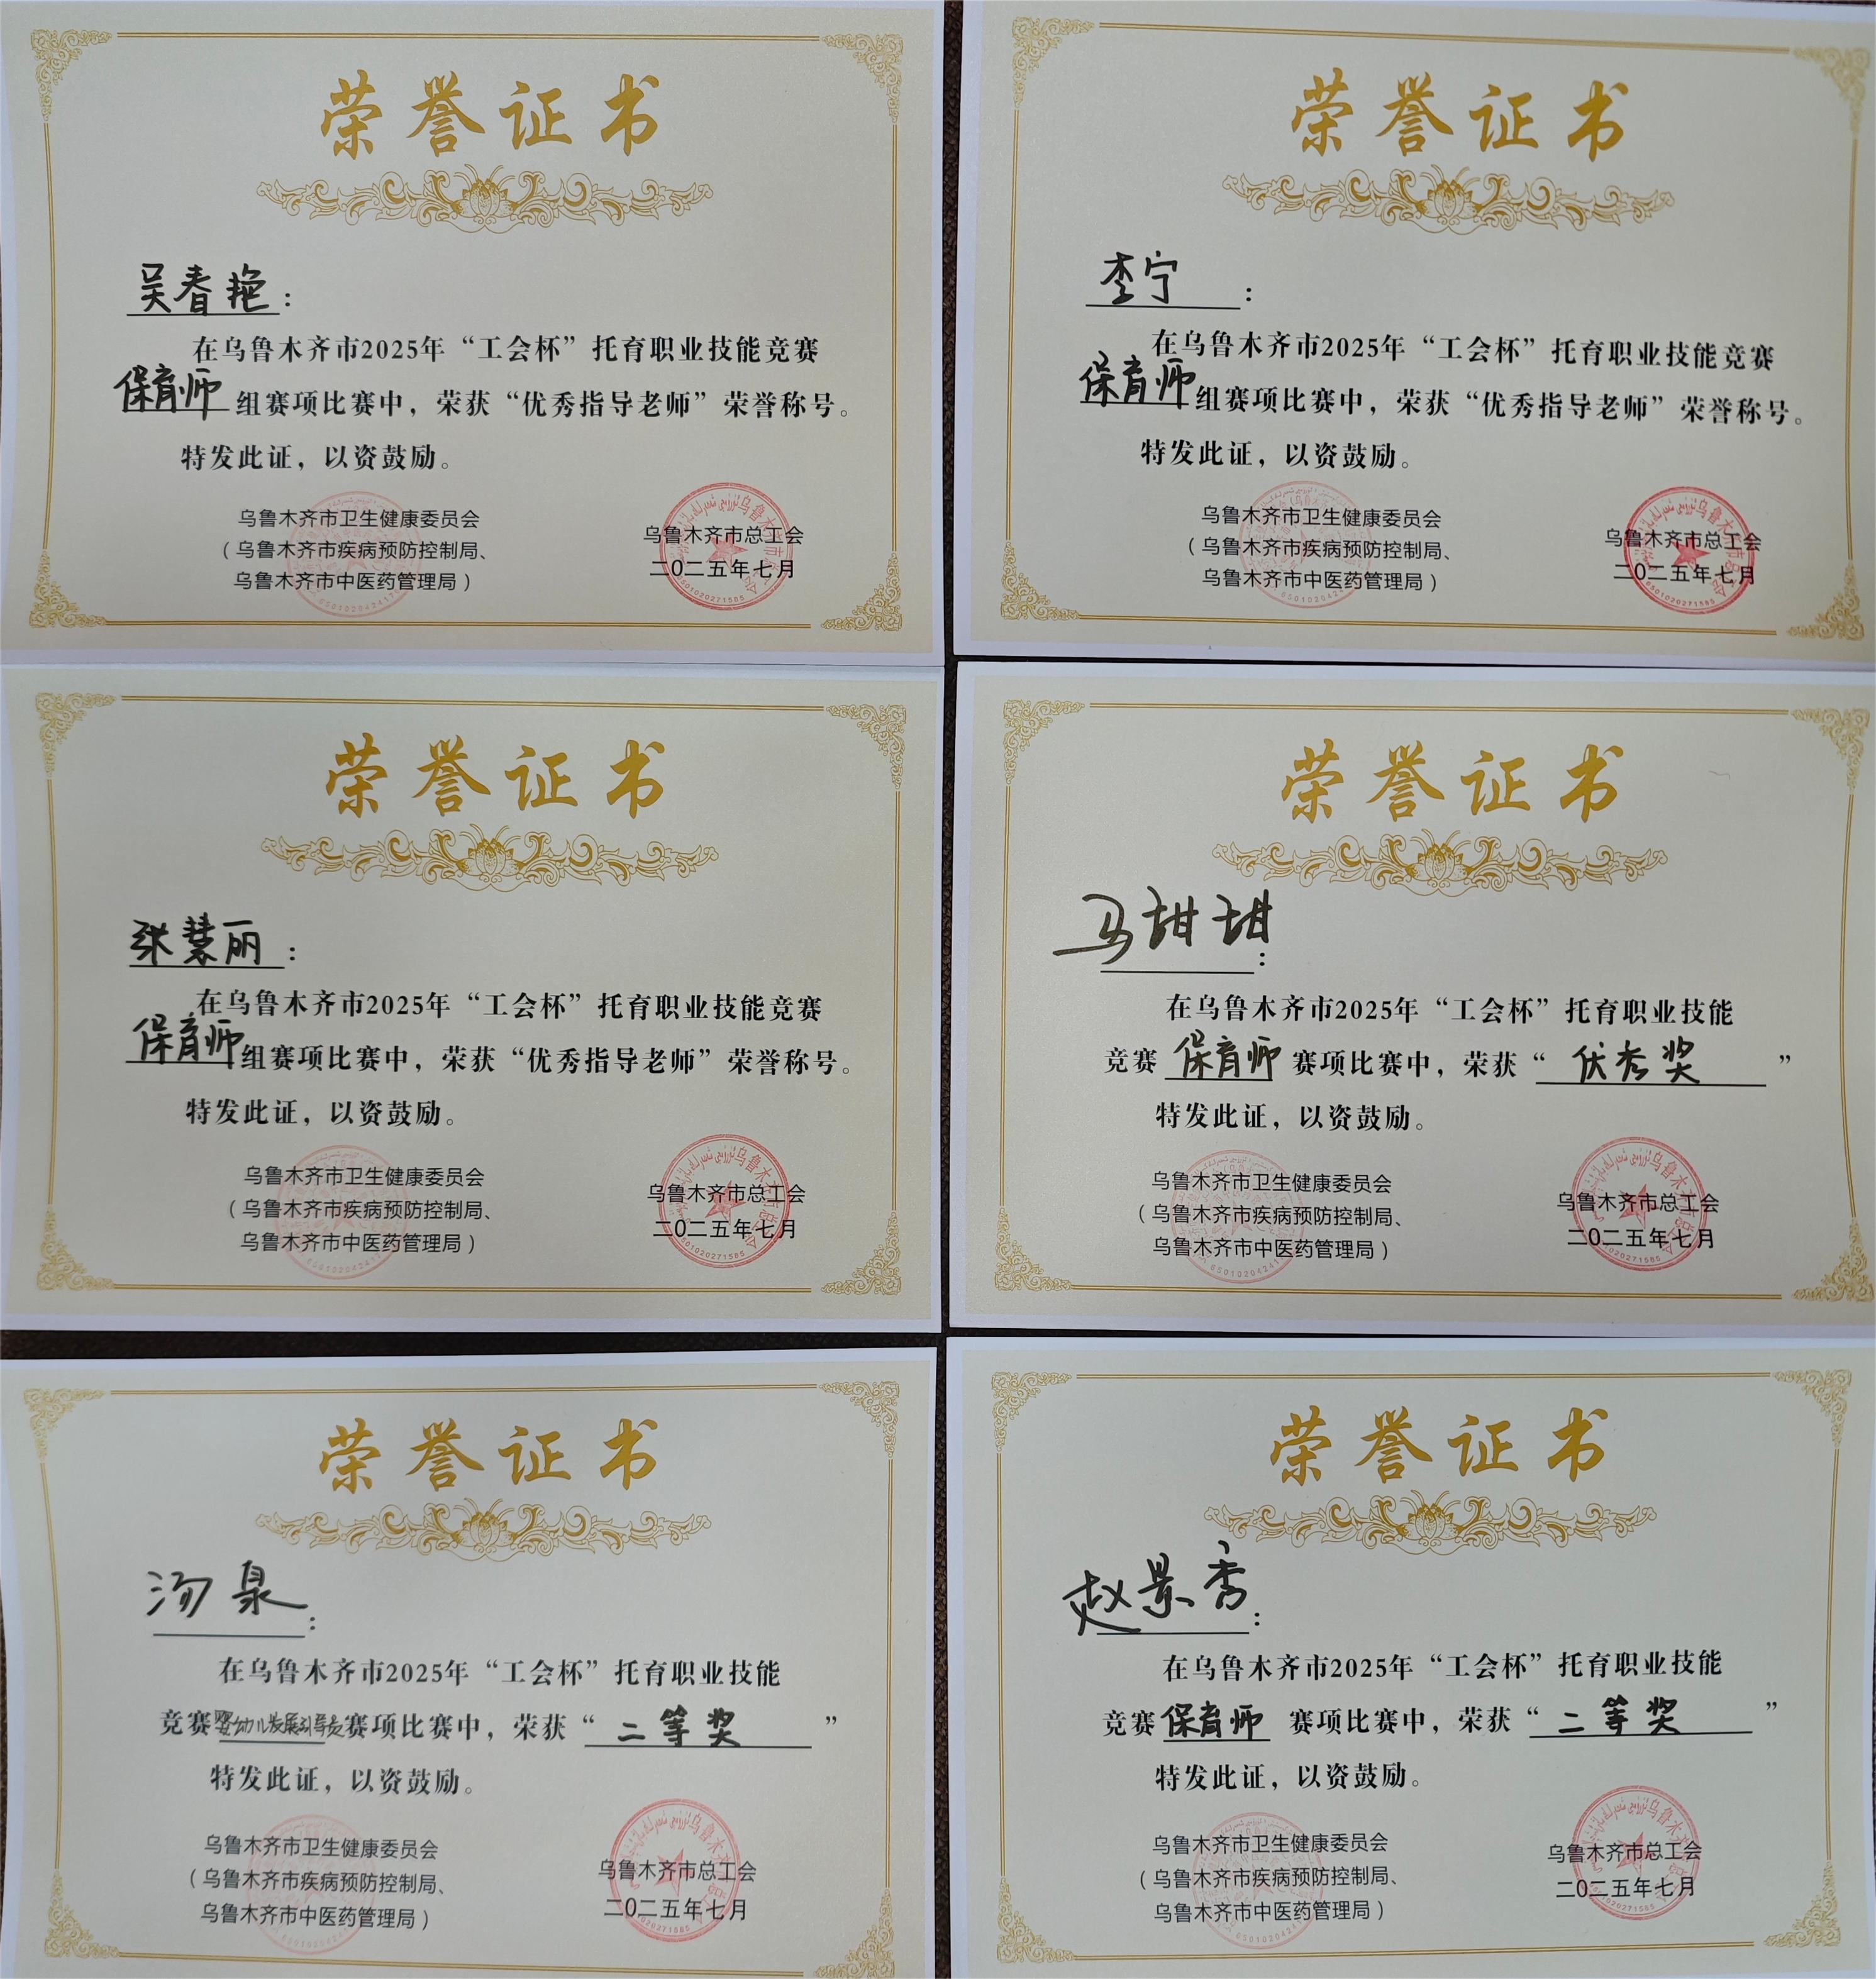 荣誉证书
吴春艳：
在乌鲁木齐市2025年“工会杯”托育职业技能竞赛
保育师组赛项比赛中，荣获“优秀指导老师”荣誉称号。
特发此证，以资鼓励。
乌鲁木齐市卫生健康委员会
（乌鲁木齐市疾病预防控制局、
乌鲁木齐市中医药管理局）
乌鲁木齐市总工会
二〇二五年七月
荣誉证书
李宁：
在乌鲁木齐市2025年“工会杯”托育职业技能竞赛
保育师组赛项比赛中，荣获“优秀指导老师”荣誉称号。
特发此证，以资鼓励。
乌鲁木齐市卫生健康委员会
（乌鲁木齐市疾病预防控制局、
乌鲁木齐市中医药管理局）
乌鲁木齐市总工会
二〇二五年七月
荣誉证书
张慧丽：
在乌鲁木齐市2025年“工会杯”托育职业技能竞赛
保育师组赛项比赛中，荣获“优秀指导老师”荣誉称号。
特发此证，以资鼓励。
乌鲁木齐市卫生健康委员会
（乌鲁木齐市疾病预防控制局、
乌鲁木齐市中医药管理局）
乌鲁木齐市总工会
二〇二五年七月
荣誉证书
马甜甜：
在乌鲁木齐市2025年“工会杯”托育职业技能
竞赛保育师赛项比赛中，荣获“优秀奖”
特发此证，以资鼓励。
乌鲁木齐市卫生健康委员会
（乌鲁木齐市疾病预防控制局、
乌鲁木齐市中医药管理局）
乌鲁木齐市总工会
二〇二五年七月
荣誉证书
汤泉：
在乌鲁木齐市2025年“工会杯”托育职业技能
竞赛婴幼儿发展引导员赛项比赛中，荣获“二等奖”
特发此证，以资鼓励。
乌鲁木齐市卫生健康委员会
（乌鲁木齐市疾病预防控制局、
乌鲁木齐市中医药管理局）
乌鲁木齐市总工会
二〇二五年七月
荣誉证书
赵景秀：
在乌鲁木齐市2025年“工会杯”托育职业技能
竞赛保育师赛项比赛中，荣获“二等奖”
特发此证，以资鼓励。
乌鲁木齐市卫生健康委员会
（乌鲁木齐市疾病预防控制局、
乌鲁木齐市中医药管理局）
乌鲁木齐市总工会
二〇二五年七月